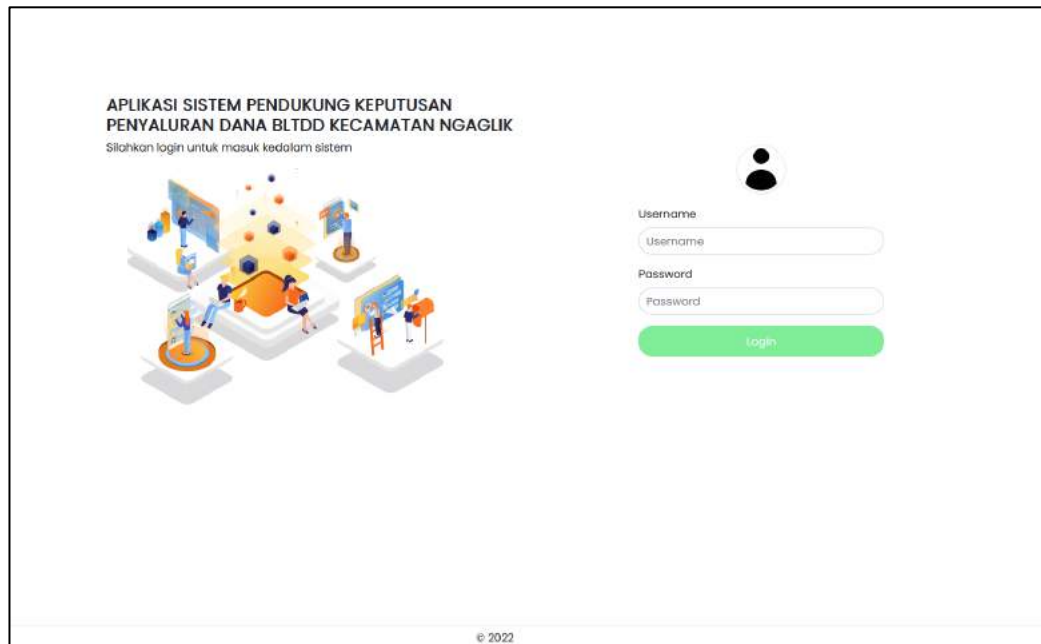 APLIKASI SISTEM PENDUKUNG KEPUTUSAN
PENYALURAN DANA BLTDD KECAMATAN NGAGLIK
Silahkan login untuk masuk kedalam sistem
Username
Username
Password
Password
Login
© 2022